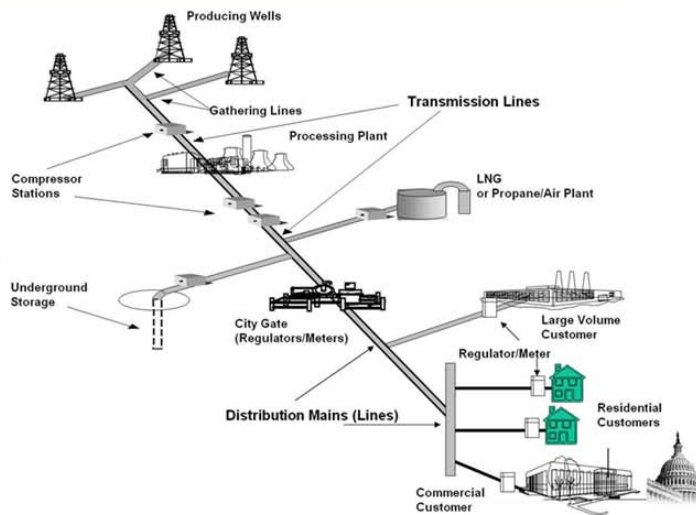 Producing Wells
Gathering Lines
Transmission Lines
Processing Plant
Compressor
Stations
LNG
or Propane/Air Plant
Underground
Storage
City Gate
(Regulators/Meters)
Large Volume
Customer
Regulator/Meter
Distribution Mains (Lines)
Residential
Customers
Commercial
Customer